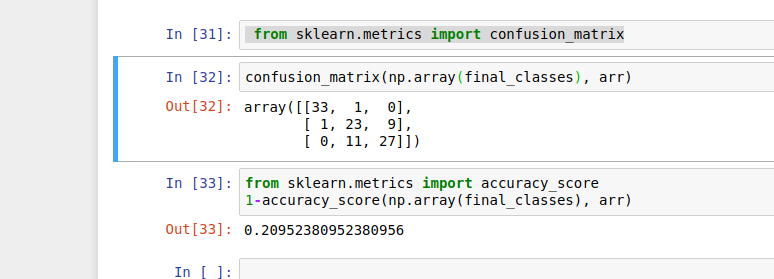 In [31]: from sklearn.metrics import confusion_matrix
In [32]: confusion_matrix(np.array(final_classes), arr)
Out[32]: array([[33,  1,  0],
       [ 1, 23,  9],
       [ 0, 11, 27]])
In [33]: from sklearn.metrics import accuracy_score
1-accuracy_score(np.array(final_classes), arr)
Out[33]: 0.20952380952380956
In [ ]: